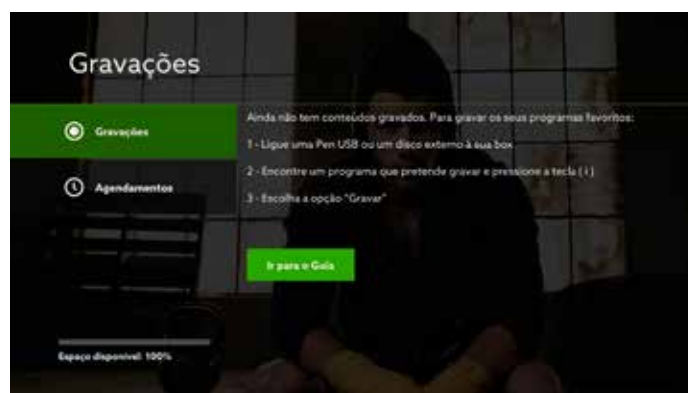 Gravações
Gravações
Agendamentos
Ainda não tem conteúdos gravados. Para gravar os seus programas favoritos:
1 - Ligue uma Pen USB ou um disco externo à sua box
2 - Encontre um programa que pretende gravar e pressione a tecla ( i )
3 - Escolha a opção "Gravar"
Ir para o Guia
Espaço disponível: 100%